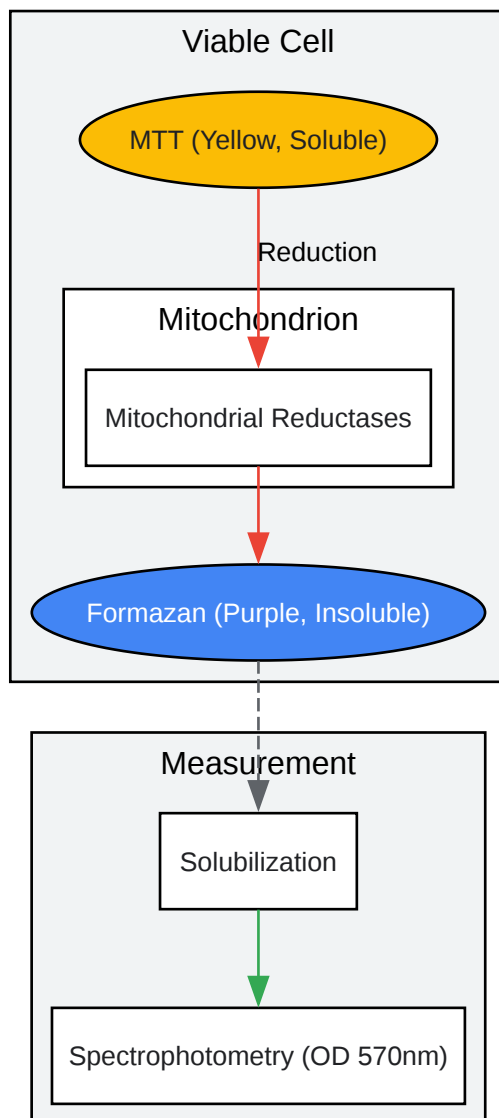 Viable Cell
MTT (Yellow, Soluble)
Reduction
Mitochondrion
Mitochondrial Reductases
Formazan (Purple, Insoluble)
Measurement
Solubilization
Spectrophotometry (OD 570nm)